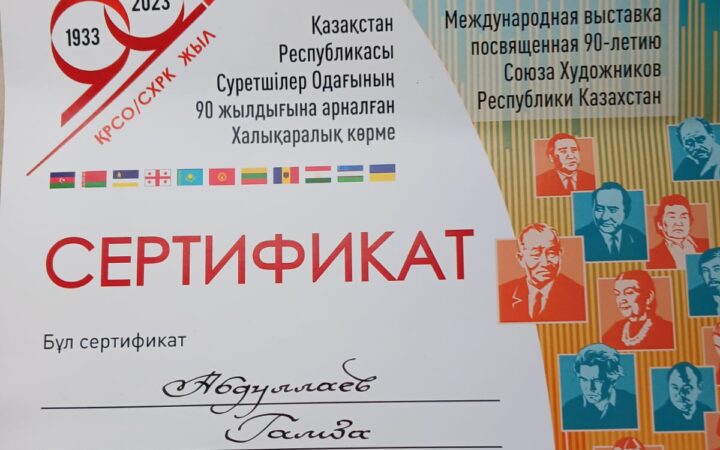 1933
2023
ҚРСО/СХРК ЖЫЛ
Қазақстан
Республикасы
Суретшілер Одағының
90 жылдығына арналған
Халықаралық көрме
Международная выставка
посвященная 90-летию
Союза Художников
Республики Казахстан
СЕРТИФИКАТ
Бұл сертификат
Абдуллаев
Гамза